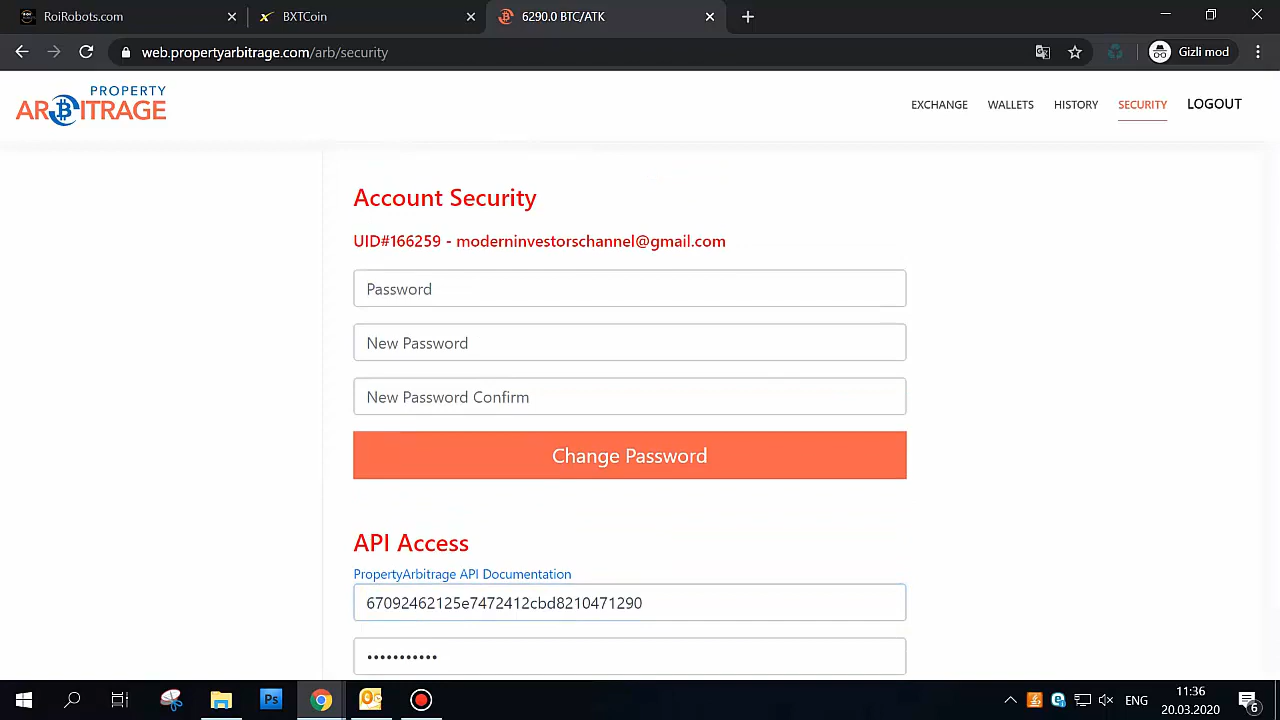 RoiRobots.com
BXTCoin
6290.0 BTC/ATK
web.propertyarbitrage.com/arb/security
Gizli mod
PROPERTY
ARBITRAGE
EXCHANGE
WALLETS
HISTORY
SECURITY
LOGOUT
Account Security
UID#166259 - moderninvestorschannel@gmail.com
Password
New Password
New Password Confirm
Change Password
API Access
PropertyArbitrage API Documentation
67092462125e7472412cbd8210471290
•••••••••••
Ps
ENG
11:36
20.03.2020
6